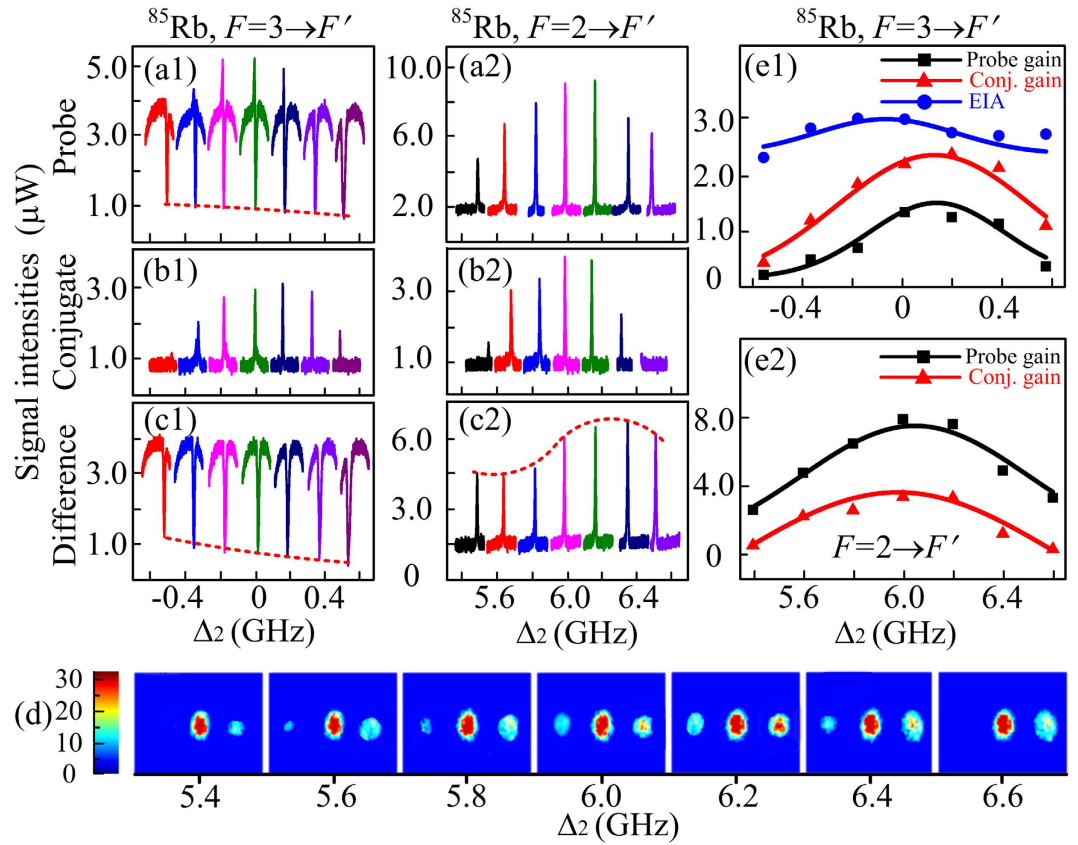 ⁸⁵Rb, F=3→F′
⁸⁵Rb, F=2→F′
⁸⁵Rb, F=3→F′
Signal intensities (μW)
Probe
(a1)
5.0
3.0
1.0
(a2)
10.0
6.0
2.0
(e1)
Probe gain
Conj. gain
EIA
3.0
2
1.0
0
-0.4
0
0.4
Conjugate
(b1)
3.0
1.0
(b2)
3.0
1.0
Difference
(c1)
3.0
1.0
-0.4
0
0.4
Δ₂ (GHz)
(c2)
6.0
3.0
0
5.6
6.0
6.4
Δ₂ (GHz)
(e2)
Probe gain
Conj. gain
8.0
4.0
0
F=2→F′
5.6
6.0
6.4
Δ₂ (GHz)
(d)
30
20
10
0
5.4
5.6
5.8
6.0
6.2
6.4
6.6
Δ₂ (GHz)